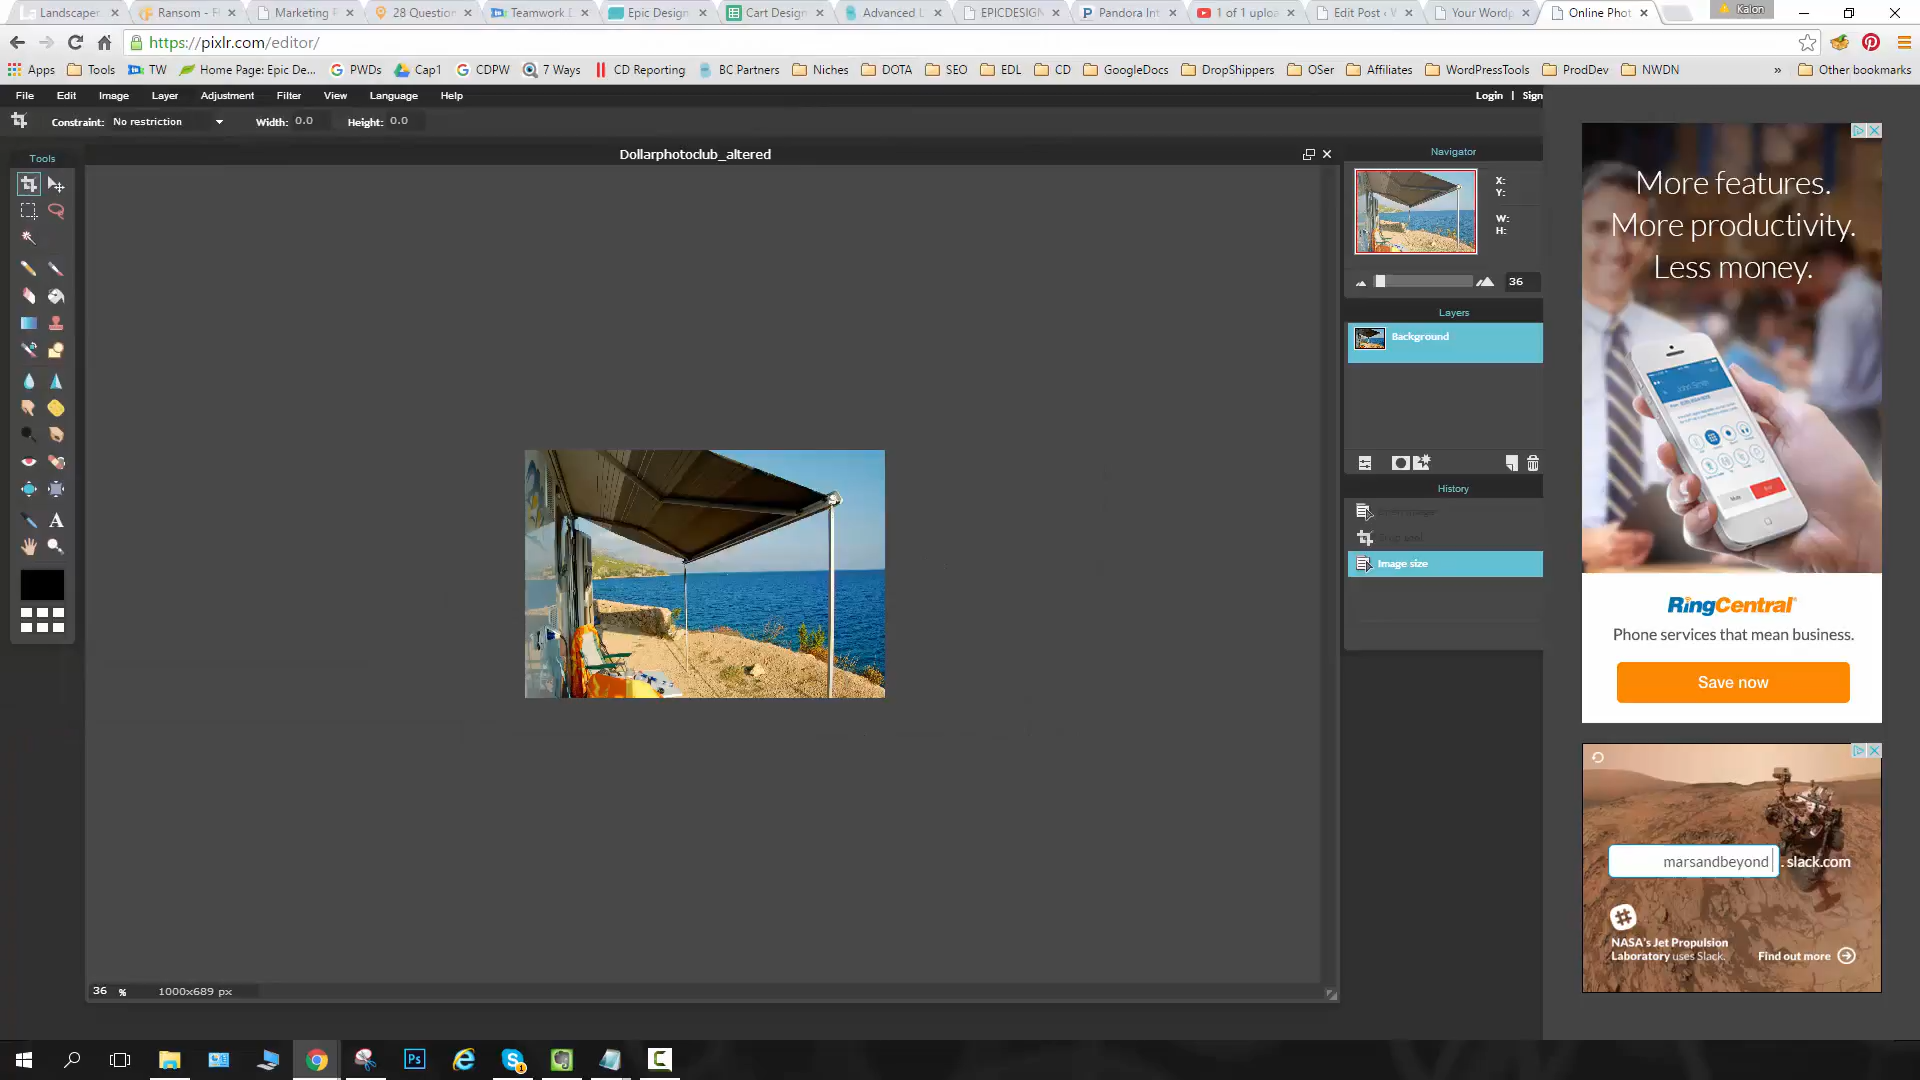 Landscaper
Ransom - F
Marketing F
28 Question
Teamwork
Epic Design
Cart Design
Advanced L
EPICDESIGN
Pandora Int
1 of 1 uploa
Edit Post ‹ W
Your Wordp
Online Phot
Kalon
https://pixlr.com/editor/
Apps
Tools
TW
Home Page: Epic De...
PWDs
Cap1
CDPW
7 Ways
CD Reporting
BC Partners
Niches
DOTA
SEO
EDL
CD
GoogleDocs
DropShippers
OSer
Affiliates
WordPressTools
ProdDev
NWDN
»
Other bookmarks
File Edit Image Layer Adjustment Filter View Language Help
Login | Sign
Constraint: No restriction Width: 0.0 Height: 0.0
Tools
Dollarphotoclub_altered
Navigator
X:
Y:
W:
H:
36
Layers
Background
History
Image size
A
36 % 1000x689 px
More features.
More productivity.
Less money.
RingCentral
Phone services that mean business.
Save now
marsandbeyond .slack.com
NASA's Jet Propulsion
Laboratory uses Slack.
Find out more
Ps
1